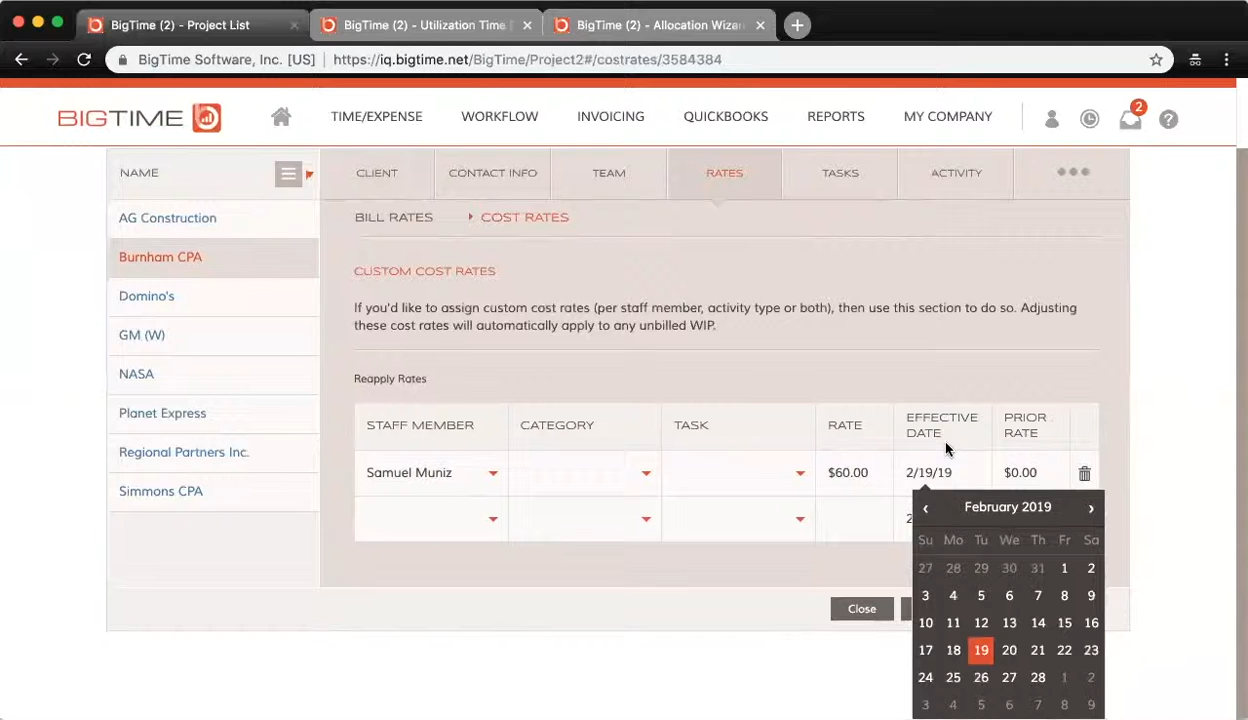 BigTime (2) - Project List
BigTime (2) - Utilization Time
BigTime (2) - Allocation Wizar
BigTime Software, Inc. [US]
https://iq.bigtime.net/BigTime/Project2#/costrates/3584384
BIGTIME
TIME/EXPENSE
WORKFLOW
INVOICING
QUICKBOOKS
REPORTS
MY COMPANY
2
?
NAME
CLIENT
CONTACT INFO
TEAM
RATES
TASKS
ACTIVITY
AG Construction
Burnham CPA
Domino's
GM (W)
NASA
Planet Express
Regional Partners Inc.
Simmons CPA
BILL RATES
COST RATES
CUSTOM COST RATES
If you'd like to assign custom cost rates (per staff member, activity type or both), then use this section to do so. Adjusting
these cost rates will automatically apply to any unbilled WIP.
Reapply Rates
STAFF MEMBER
CATEGORY
TASK
RATE
EFFECTIVE
DATE
PRIOR
RATE
Samuel Muniz
$60.00
2/19/19
$0.00
2
Close
‹ February 2019 ›
Su Mo Tu We Th Fr Sa
27 28 29 30 31 1 2
3 4 5 6 7 8 9
10 11 12 13 14 15 16
17 18 19 20 21 22 23
24 25 26 27 28 1 2
3 4 5 6 7 8 9